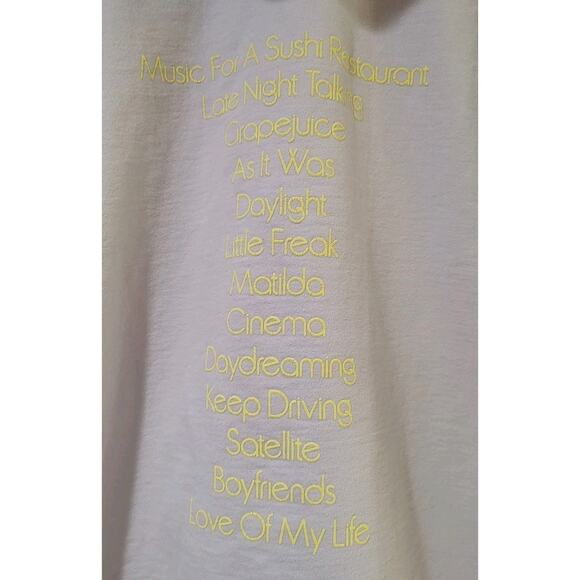 Music For A Sushi Restaurant
Late Night Talking
Grapejuice
As It Was
Daylight
Little Freak
Matilda
Cinema
Daydreaming
Keep Driving
Satellite
Boyfriends
Love Of My Life